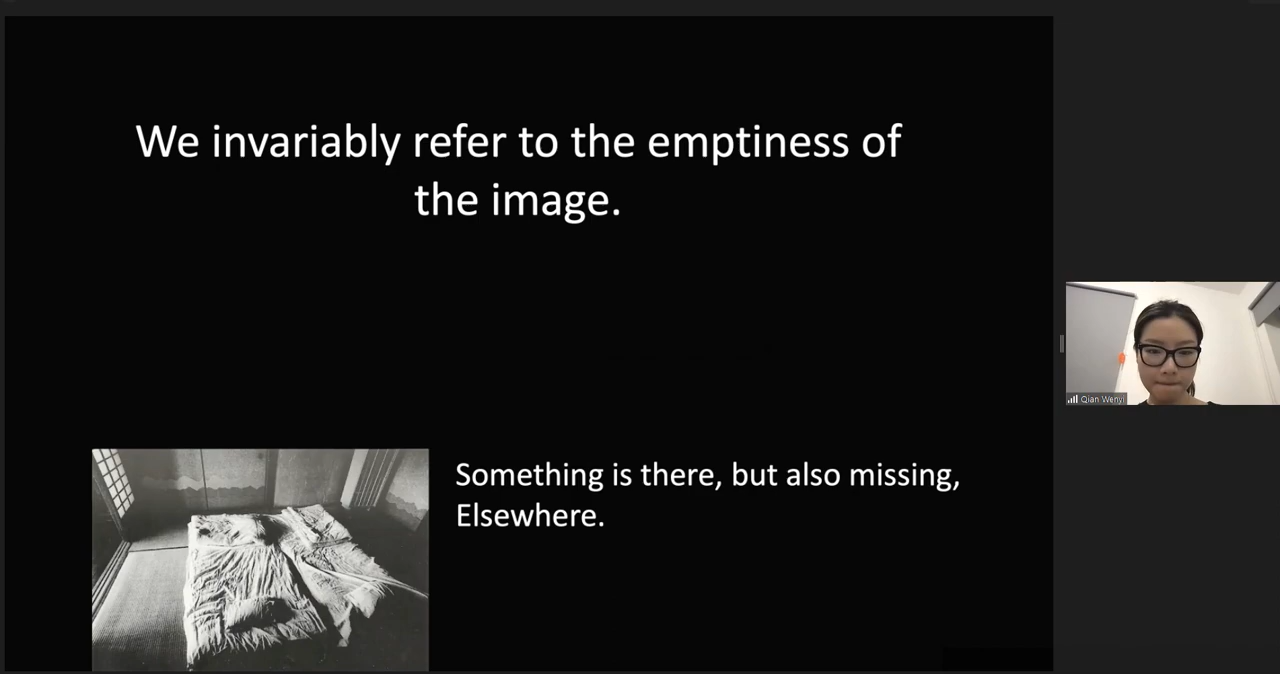 We invariably refer to the emptiness of
the image.
Something is there, but also missing,
Elsewhere.
Qian Wenyi